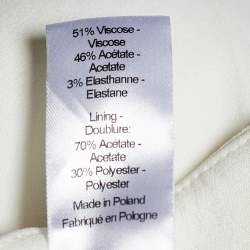 51% Viscose -
Viscose
46% Acétate -
Acetate
3% Elasthanne -
Elastane
Lining -
Doublure:
70% Acétate -
Acetate
30% Polyester -
Polyester
Made in Poland
Fabriqué en Pologne